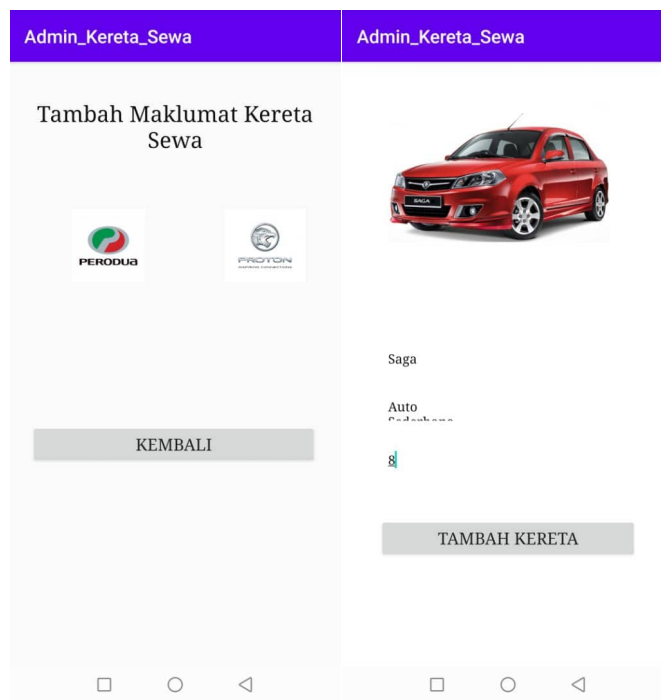 Admin_Kereta_Sewa
Tambah Maklumat Kereta
Sewa
PERODUA
PROTON
KEMBALI
Admin_Kereta_Sewa
SAGA
Saga
Auto
8
TAMBAH KERETA